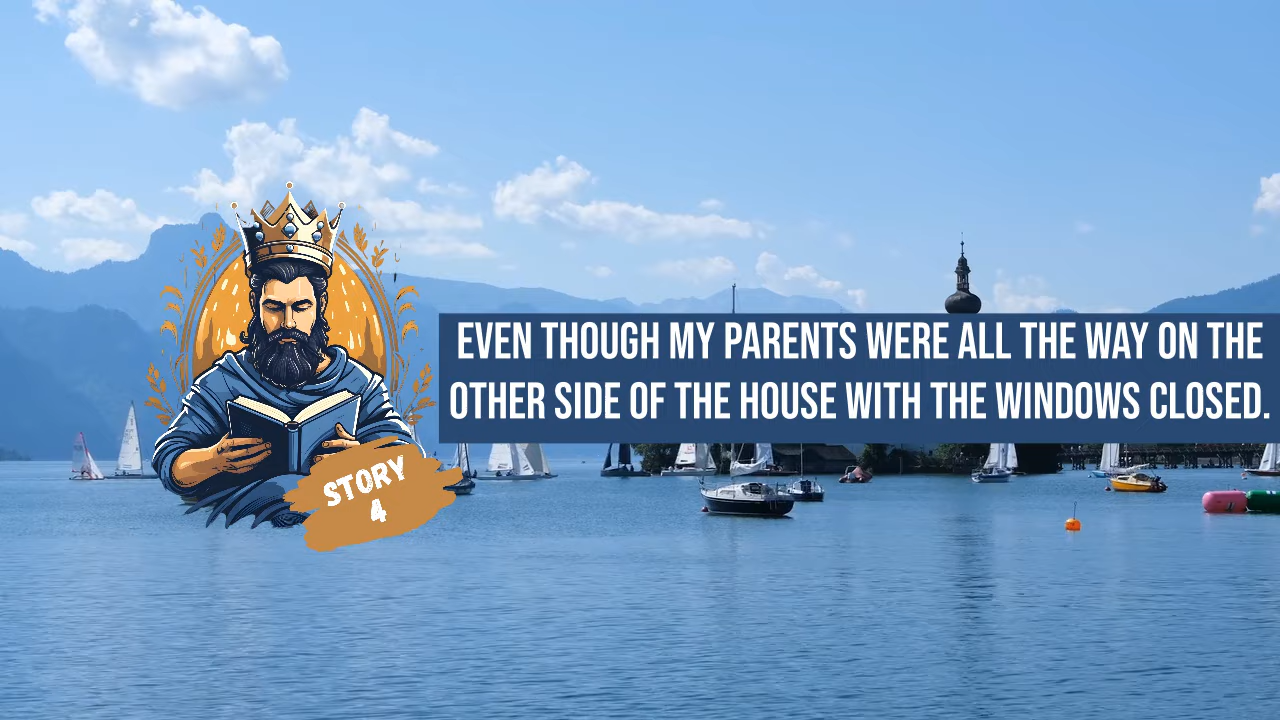 EVEN THOUGH MY PARENTS WERE ALL THE WAY ON THE
OTHER SIDE OF THE HOUSE WITH THE WINDOWS CLOSED.
STORY
4